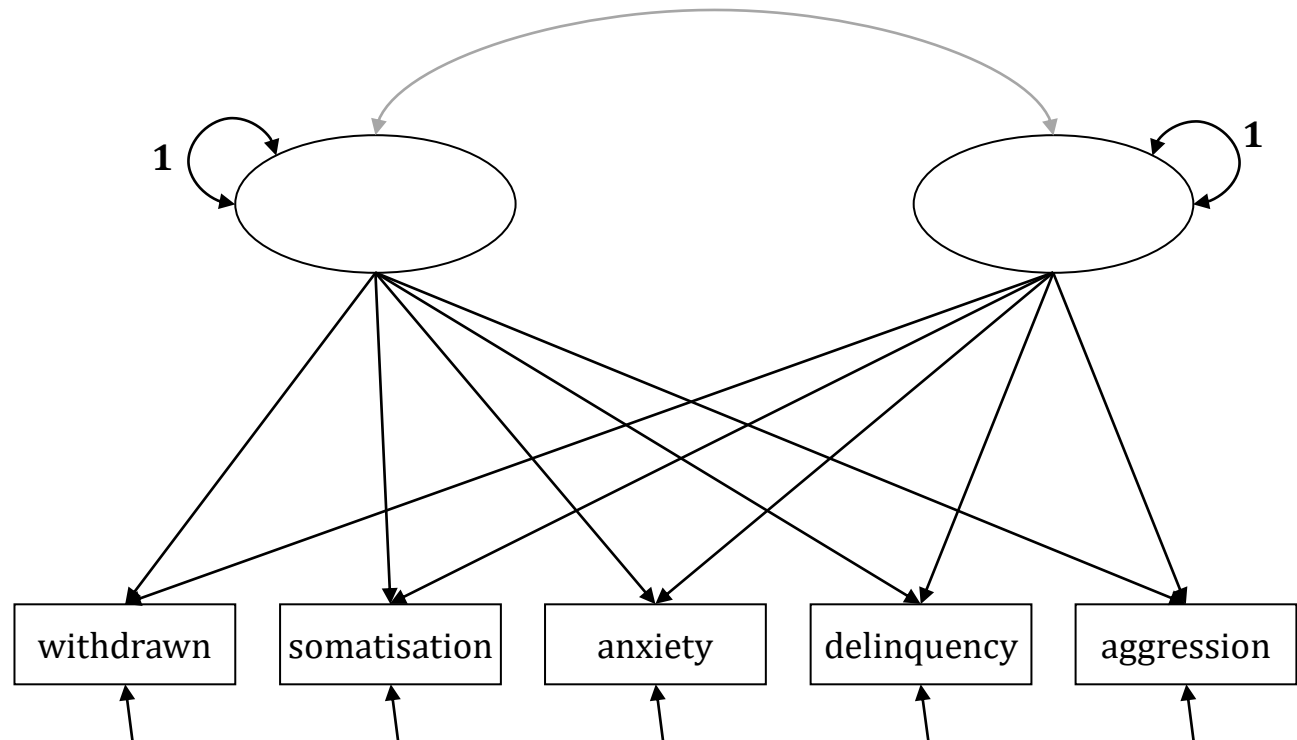 1
1
withdrawn
somatisation
anxiety
delinquency
aggression